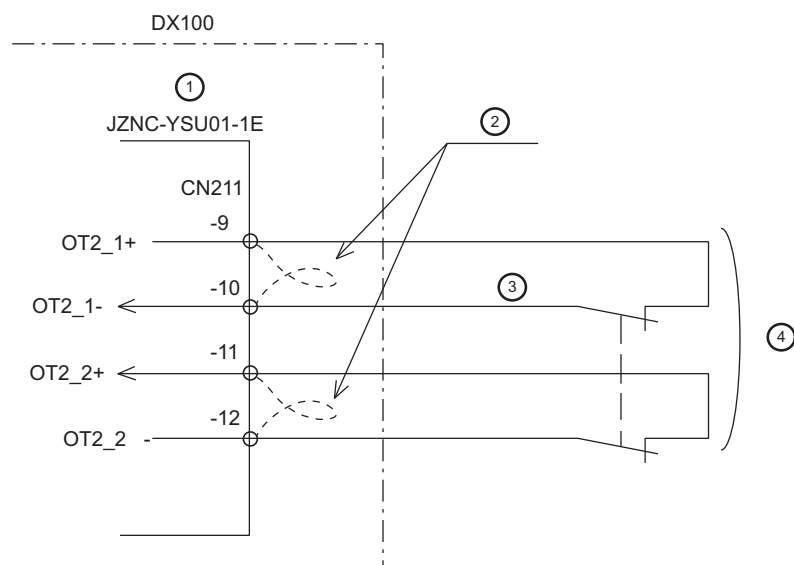 DX100
1
JZNC-YSU01-1E
2
CN211
-9
OT2_1+
-10
3
OT2_1-
4
-11
OT2_2+
-12
OT2_2 -